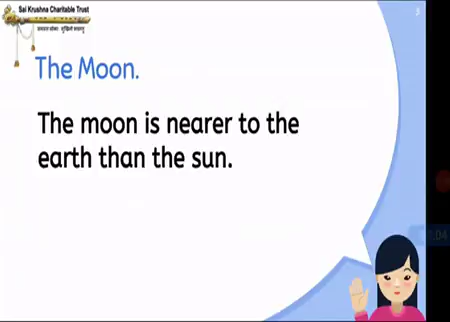 Sai Krushna Charitable Trust
The Moon.
The moon is nearer to the
earth than the sun.